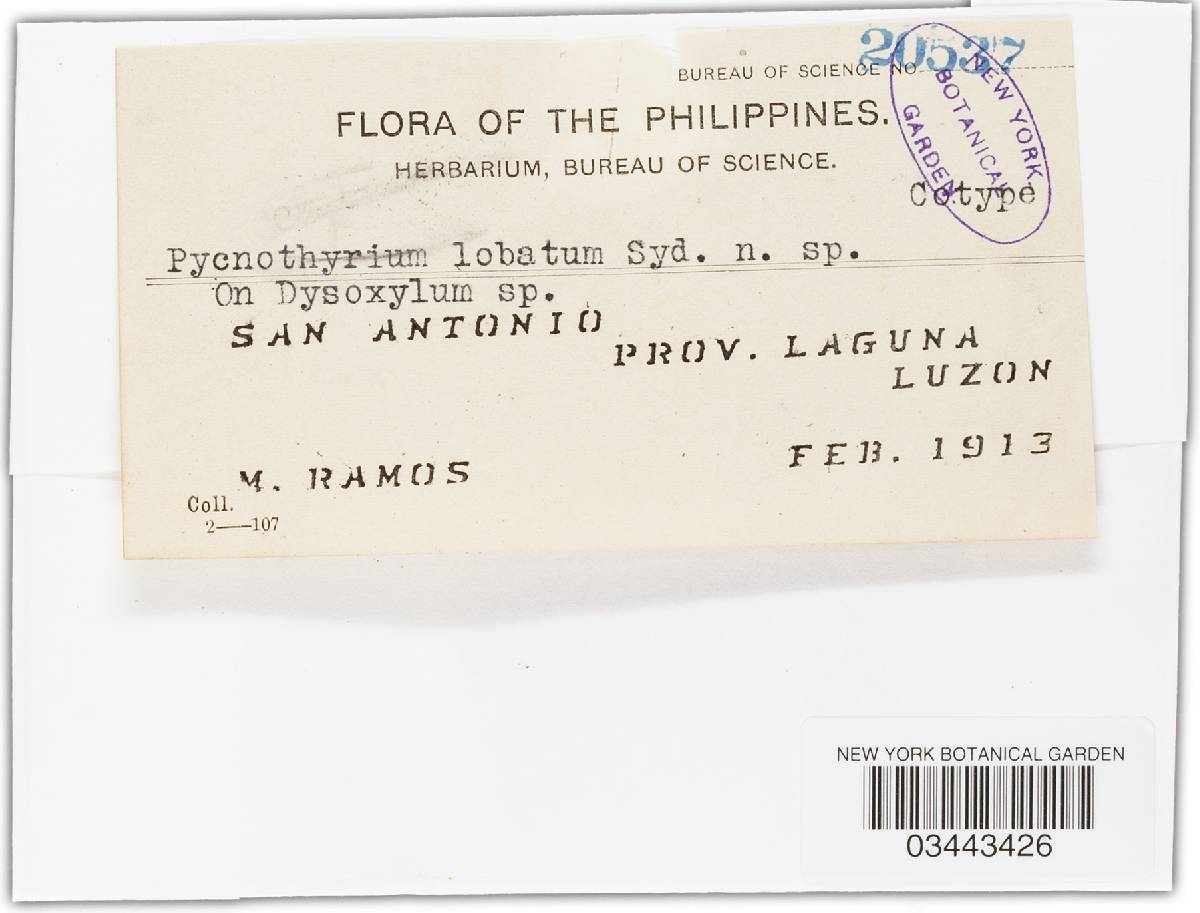 BUREAU OF SCIENCE NO. 20537
FLORA OF THE PHILIPPINES.
HERBARIUM, BUREAU OF SCIENCE.
NEW YORK
BOTANICAL
GARDEN.
Cotype
Pycnothyrium lobatum Syd. n. sp.
On Dysoxylum sp.
SAN ANTONIO
PROV. LAGUNA
LUZON
FEB. 1913
M. RAMOS
Coll.
2—107
NEW YORK BOTANICAL GARDEN
03443426